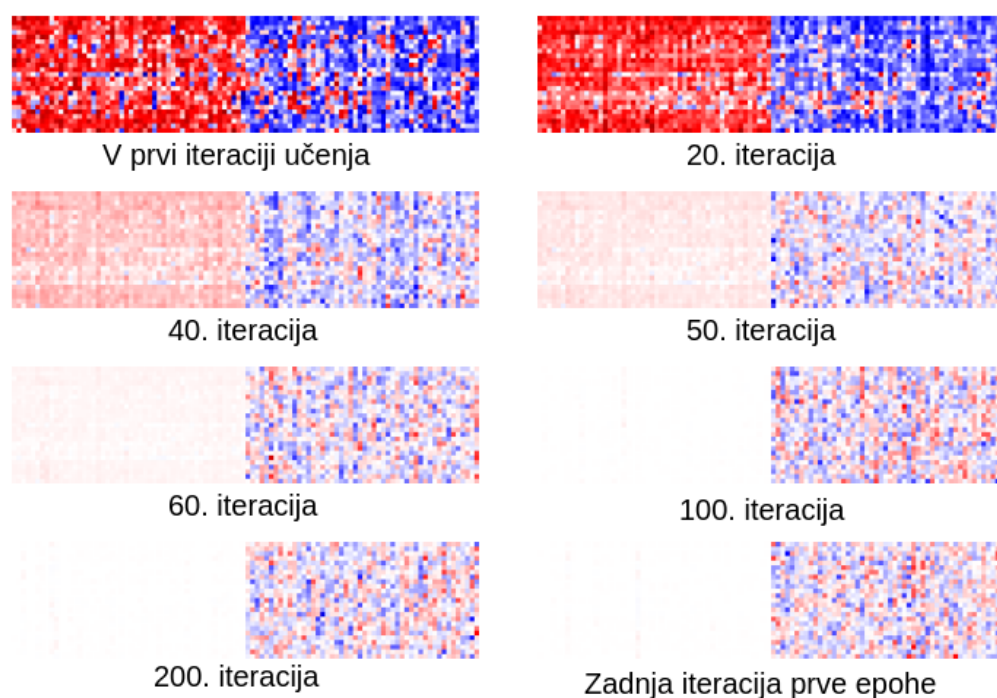 V prvi iteraciji učenja
20. iteracija
40. iteracija
50. iteracija
60. iteracija
100. iteracija
200. iteracija
Zadnja iteracija prve epohe